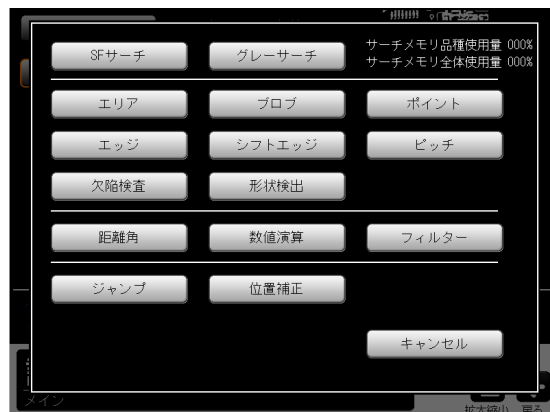 SFサーチ グレーサーチ サーチメモリ品種使用量 000%
サーチメモリ全体使用量 000%
エリア ブロブ ポイント
エッジ シフトエッジ ピッチ
欠陥検査 形状検出
距離角 数値演算 フィルター
ジャンプ 位置補正
キャンセル
メイン
拡大縮小 戻る